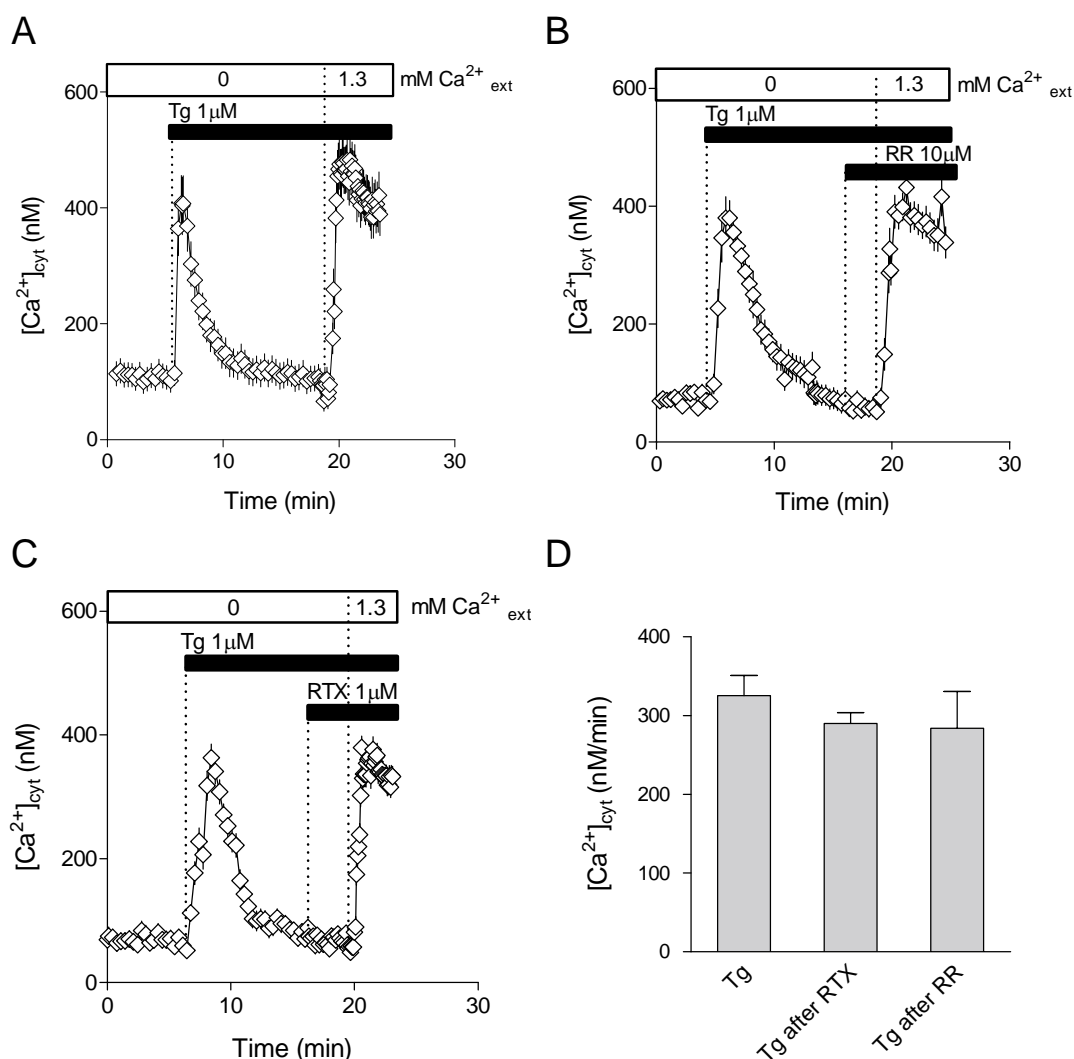 A
0 1.3 mM Ca²⁺ ext
Tg 1µM
600
400
200
0
[Ca²⁺]cyt (nM)
0 10 20 30
Time (min)
B
0 1.3 mM Ca²⁺ ext
Tg 1µM
RR 10µM
600
400
200
0
[Ca²⁺]cyt (nM)
0 10 20 30
Time (min)
C
0 1.3 mM Ca²⁺ ext
Tg 1µM
RTX 1µM
600
400
200
0
[Ca²⁺]cyt (nM)
0 10 20 30
Time (min)
D
400
300
200
100
0
[Ca²⁺]cyt (nM/min)
Tg
Tg after RTX
Tg after RR